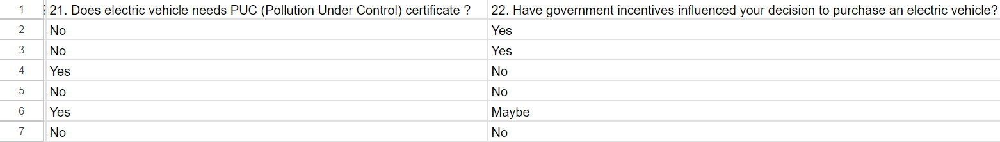 1 21. Does electric vehicle needs PUC (Pollution Under Control) certificate ? 22. Have government incentives influenced your decision to purchase an electric vehicle?
2 No Yes
3 No Yes
4 Yes No
5 No No
6 Yes Maybe
7 No No